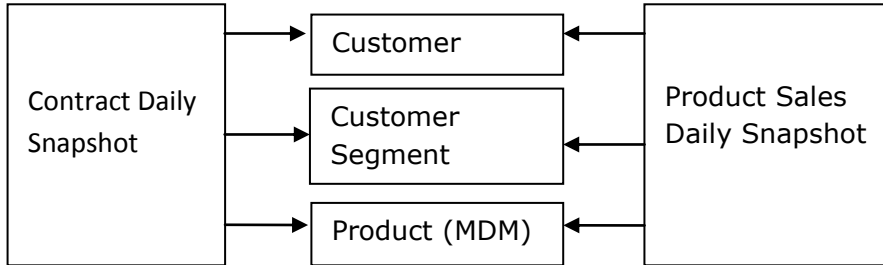 Contract Daily
Snapshot
Customer
Customer
Segment
Product (MDM)
Product Sales
Daily Snapshot